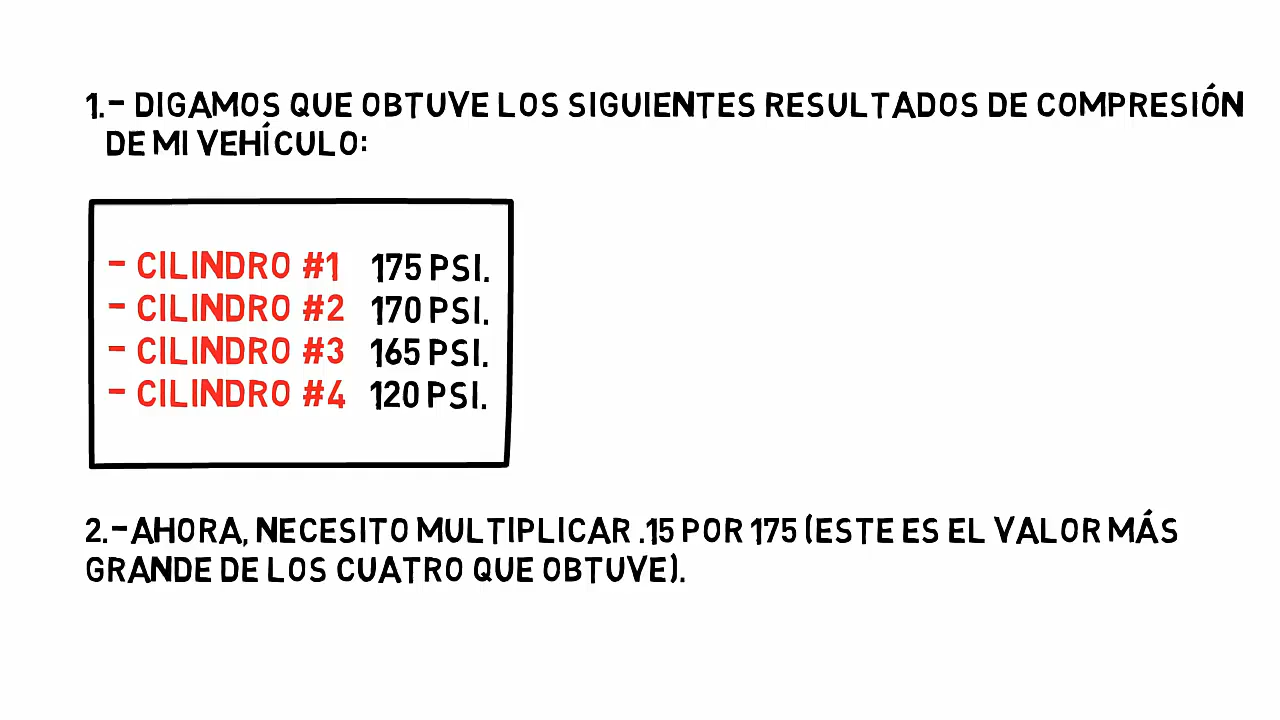 1.- DIGAMOS QUE OBTUVE LOS SIGUIENTES RESULTADOS DE COMPRESIÓN
DE MI VEHÍCULO:
- CILINDRO #1 175 PSI.
- CILINDRO #2 170 PSI.
- CILINDRO #3 165 PSI.
- CILINDRO #4 120 PSI.
2.- AHORA, NECESITO MULTIPLICAR .15 POR 175 (ESTE ES EL VALOR MÁS
GRANDE DE LOS CUATRO QUE OBTUVE).